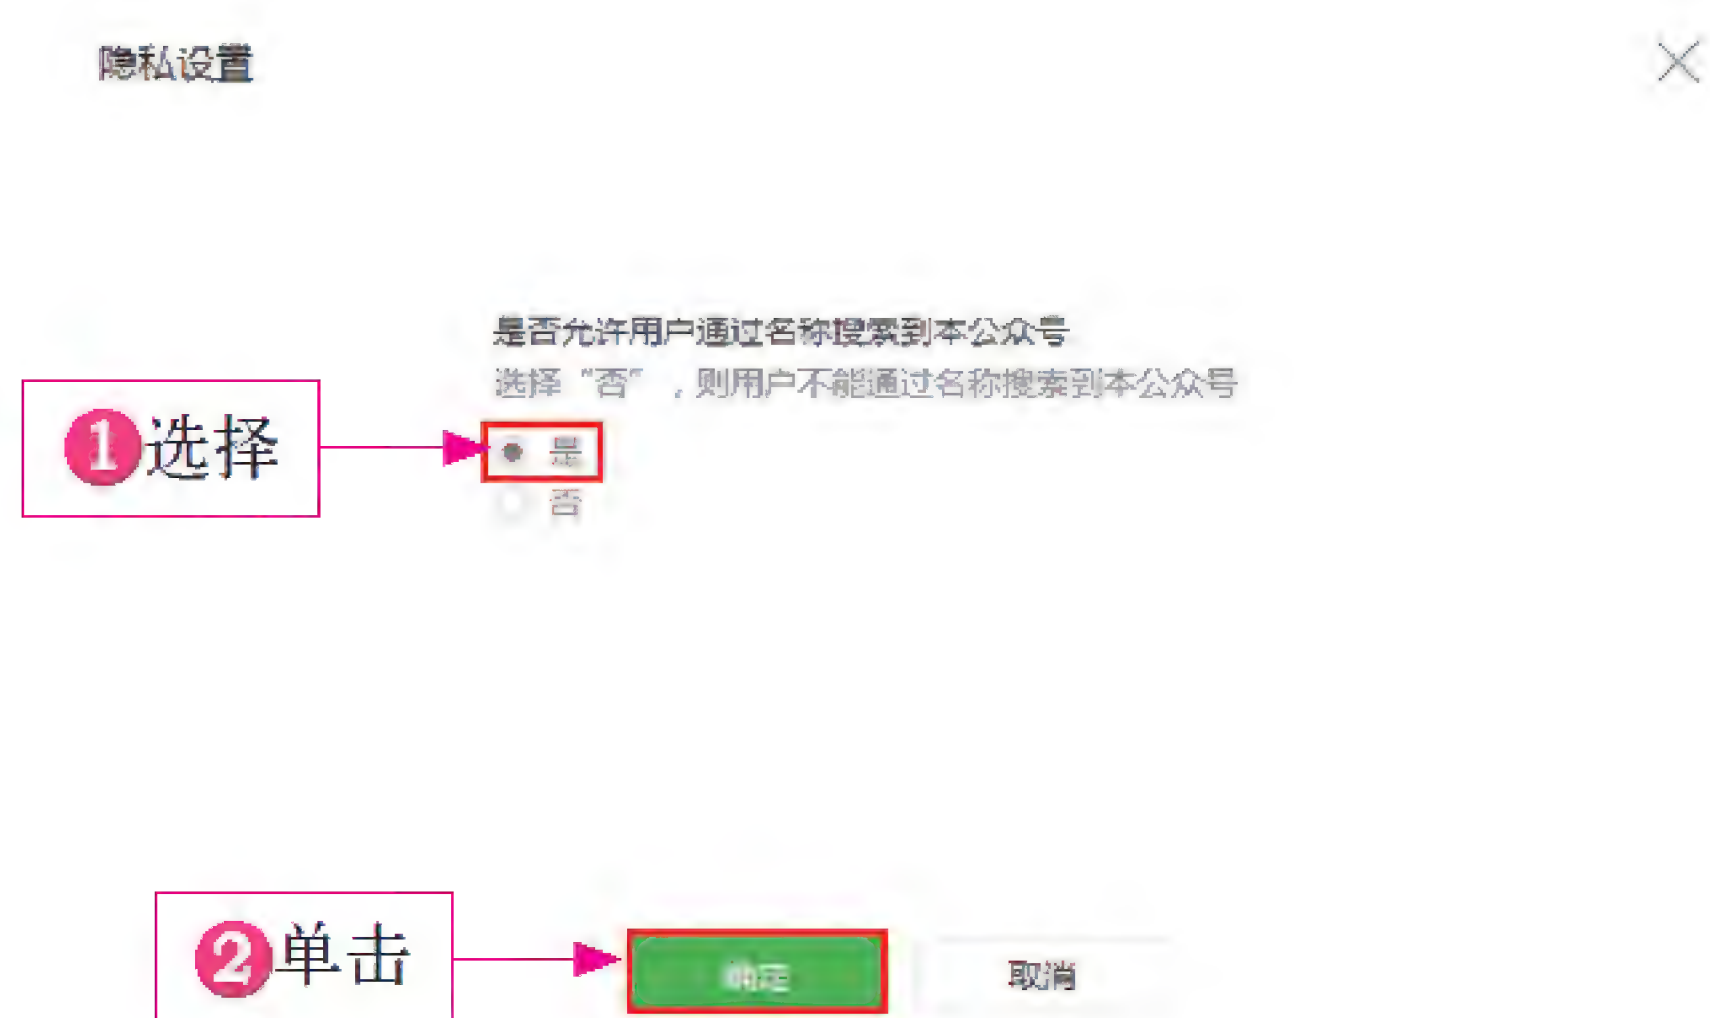 隐私设置
是否允许用户通过名称搜索到本公众号
选择“否”，则用户不能通过名称搜索到本公众号
1选择
是
否
2单击
确定
取消